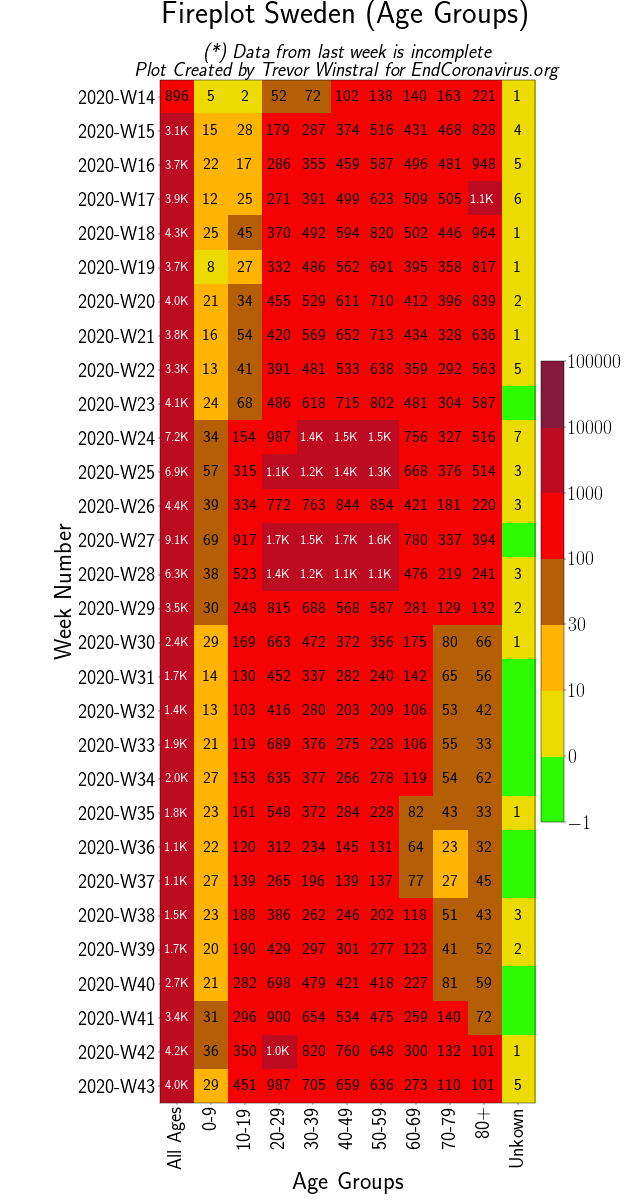 Fireplot Sweden (Age Groups)
(*) Data from last week is incomplete
Plot Created by Trevor Winstral for EndCoronavirus.org
2020-W14 896 5 2 52 72 102 138 140 163 221 1
2020-W15 3.1K 15 28 179 287 374 516 431 468 828 4
2020-W16 3.7K 22 17 286 355 459 587 496 481 948 5
2020-W17 3.9K 12 25 271 391 499 623 509 505 1.1K 6
2020-W18 4.3K 25 45 370 492 594 820 502 446 964 1
2020-W19 3.7K 8 27 332 486 562 691 395 358 817 1
2020-W20 4.0K 21 34 455 529 611 710 412 396 839 2
2020-W21 3.8K 16 54 420 569 652 713 434 328 636 1
2020-W22 3.3K 13 41 391 481 533 638 359 292 563 5
2020-W23 4.1K 24 68 486 618 715 802 481 304 587
2020-W24 7.2K 34 154 987 1.4K 1.5K 1.5K 756 327 516 7
2020-W25 6.9K 57 315 1.1K 1.2K 1.4K 1.3K 668 376 514 3
2020-W26 4.4K 39 334 772 763 844 854 421 181 220 3
2020-W27 9.1K 69 917 1.7K 1.5K 1.7K 1.6K 780 337 394
2020-W28 6.3K 38 523 1.4K 1.2K 1.1K 1.1K 476 219 241 3
2020-W29 3.5K 30 248 815 688 568 587 281 129 132 2
2020-W30 2.4K 29 169 663 472 372 356 175 80 66 1
2020-W31 1.7K 14 130 452 337 282 240 142 65 56
2020-W32 1.4K 13 103 416 280 203 209 106 53 42
2020-W33 1.9K 21 119 689 376 275 228 106 55 33
2020-W34 2.0K 27 153 635 377 266 278 119 54 62
2020-W35 1.8K 23 161 548 372 284 228 82 43 33 1
2020-W36 1.1K 22 120 312 234 145 131 64 23 32
2020-W37 1.1K 27 139 265 196 139 137 77 27 45
2020-W38 1.5K 23 188 386 262 246 202 118 51 43 3
2020-W39 1.7K 20 190 429 297 301 277 123 41 52 2
2020-W40 2.7K 21 282 698 479 421 418 227 81 59
2020-W41 3.4K 31 296 900 654 534 475 259 140 72
2020-W42 4.2K 36 350 1.0K 820 760 648 300 132 101 1
2020-W43 4.0K 29 451 987 705 659 636 273 110 101 5
Week Number
All Ages 0-9 10-19 20-29 30-39 40-49 50-59 60-69 70-79 80+ Unkown
Age Groups
100000
10000
1000
100
30
10
0
−1